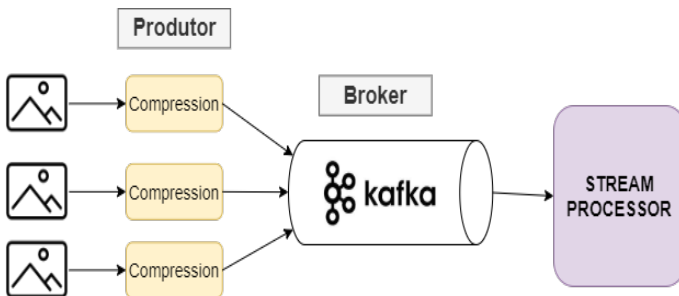 Produtor
Compression
Broker
Compression
kafka
STREAM
PROCESSOR
Compression